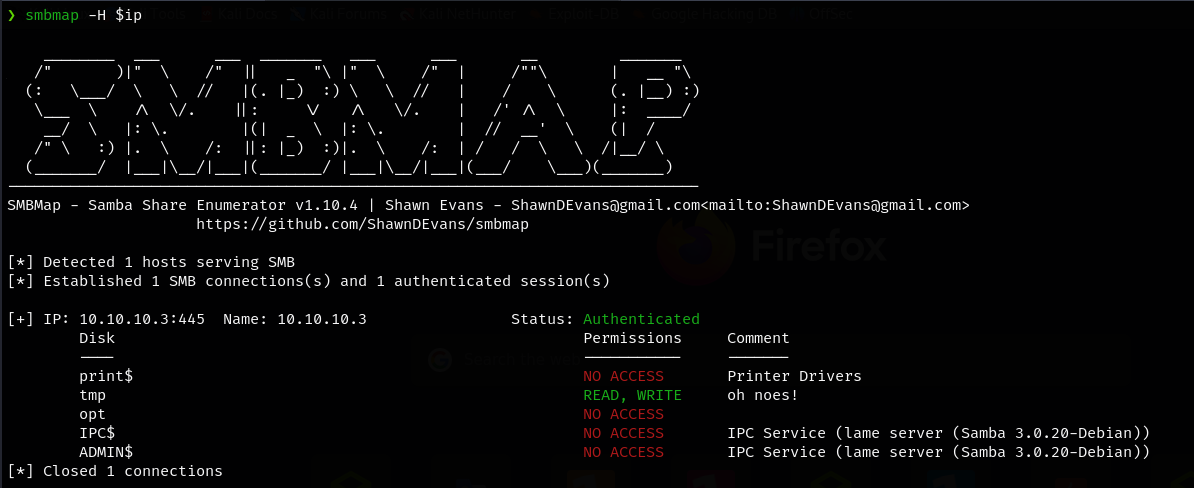 ❯ smbmap -H $ip
SMBMAP
SMBMap - Samba Share Enumerator v1.10.4 | Shawn Evans - ShawnDEvans@gmail.com<mailto:ShawnDEvans@gmail.com>
https://github.com/ShawnDEvans/smbmap
Firefox
[*] Detected 1 hosts serving SMB
[*] Established 1 SMB connections(s) and 1 authenticated session(s)
[+] IP: 10.10.10.3:445 Name: 10.10.10.3 Status: Authenticated
Disk Permissions Comment
---- ----------- -------
print$ NO ACCESS Printer Drivers
tmp READ, WRITE oh noes!
opt NO ACCESS
IPC$ NO ACCESS IPC Service (lame server (Samba 3.0.20-Debian))
ADMIN$ NO ACCESS IPC Service (lame server (Samba 3.0.20-Debian))
[*] Closed 1 connections